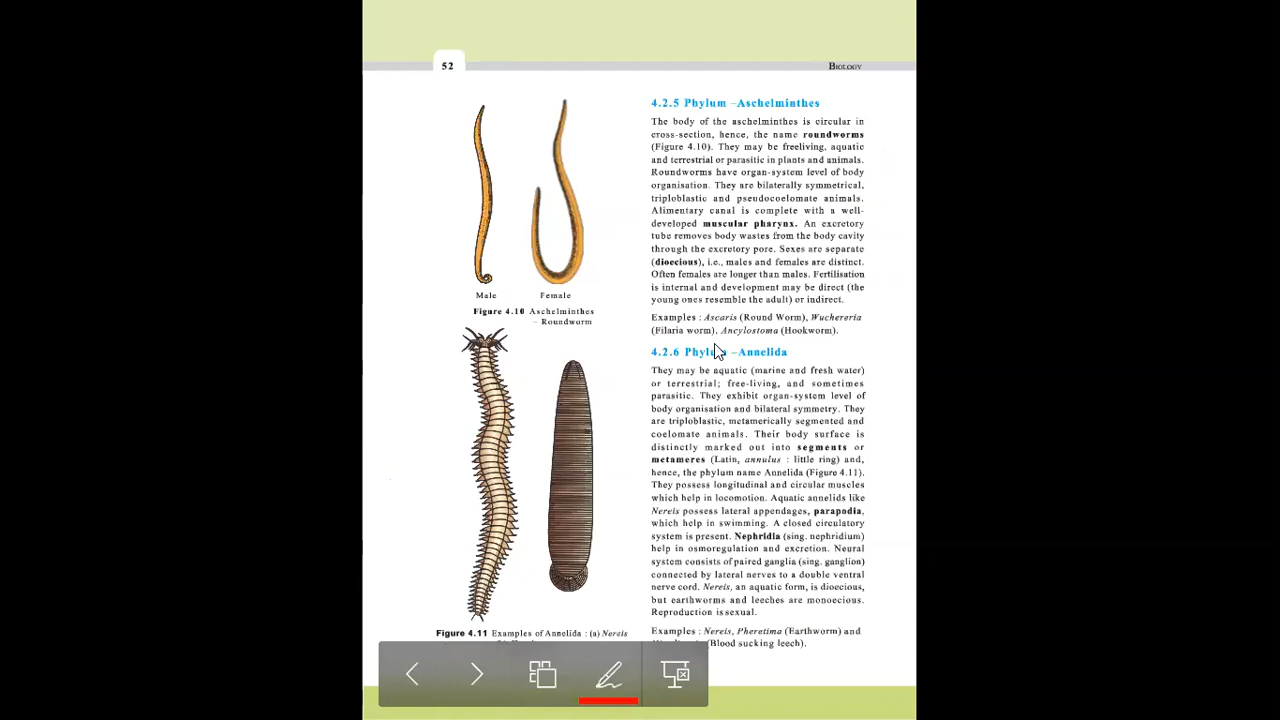 52
BIOLOGY
Male
Female
Figure 4.10 Aschelminthes
– Roundworm
Figure 4.11 Examples of Annelida : (a) Nereis
4.2.5 Phylum –Aschelminthes
The body of the aschelminthes is circular in
cross-section, hence, the name roundworms
(Figure 4.10). They may be freeliving, aquatic
and terrestrial or parasitic in plants and animals.
Roundworms have organ-system level of body
organisation. They are bilaterally symmetrical,
triploblastic and pseudocoelomate animals.
Alimentary canal is complete with a well-
developed muscular pharynx. An excretory
tube removes body wastes from the body cavity
through the excretory pore. Sexes are separate
(dioecious), i.e., males and females are distinct.
Often females are longer than males. Fertilisation
is internal and development may be direct (the
young ones resemble the adult) or indirect.
Examples : Ascaris (Round Worm), Wuchereria
(Filaria worm), Ancylostoma (Hookworm).
4.2.6 Phylum –Annelida
They may be aquatic (marine and fresh water)
or terrestrial; free-living, and sometimes
parasitic. They exhibit organ-system level of
body organisation and bilateral symmetry. They
are triploblastic, metamerically segmented and
coelomate animals. Their body surface is
distinctly marked out into segments or
metameres (Latin, annulus : little ring) and,
hence, the phylum name Annelida (Figure 4.11).
They possess longitudinal and circular muscles
which help in locomotion. Aquatic annelids like
Nereis possess lateral appendages, parapodia,
which help in swimming. A closed circulatory
system is present. Nephridia (sing. nephridium)
help in osmoregulation and excretion. Neural
system consists of paired ganglia (sing. ganglion)
connected by lateral nerves to a double ventral
nerve cord. Nereis, an aquatic form, is dioecious,
but earthworms and leeches are monoecious.
Reproduction is sexual.
Examples : Nereis, Pheretima (Earthworm) and
(Blood sucking leech).